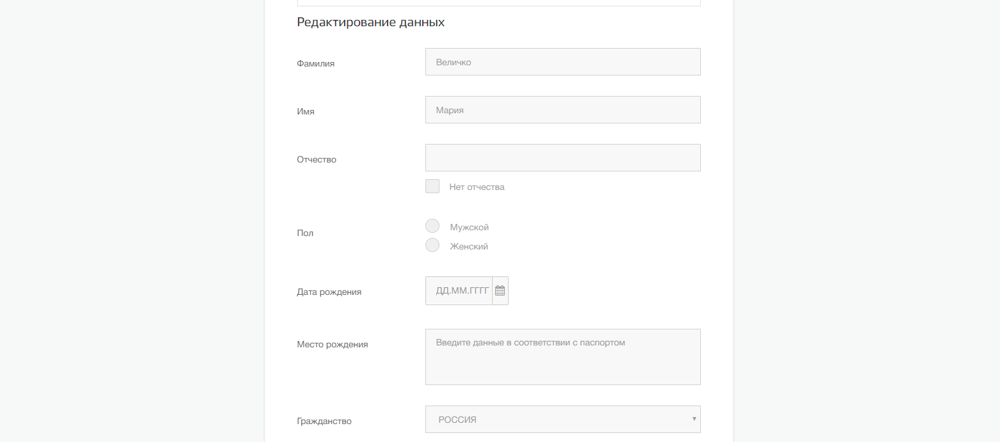 Редактирование данных
Фамилия
Величко
Имя
Мария
Отчество
Нет отчества
Пол
Мужской
Женский
Дата рождения
ДД.ММ.ГГГГ
Место рождения
Введите данные в соответствии с паспортом
Гражданство
РОССИЯ